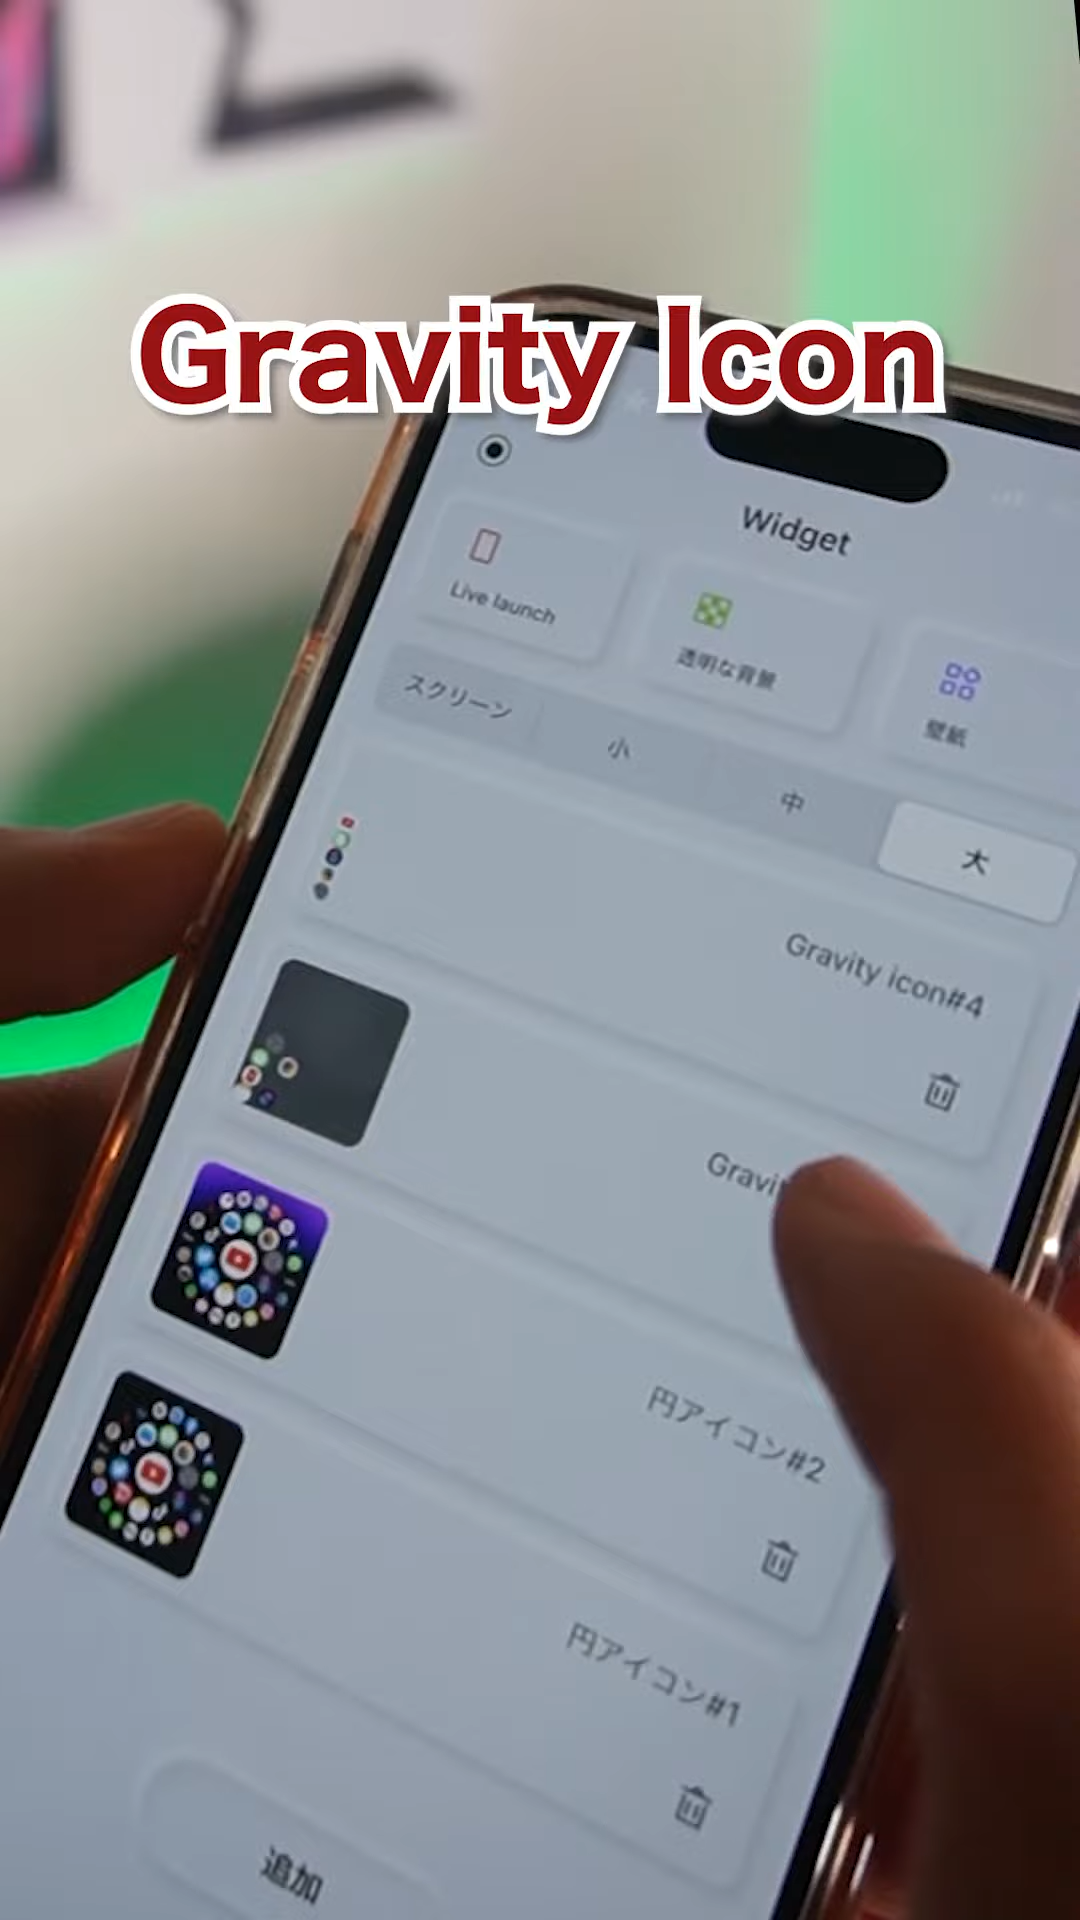 Gravity Icon
Widget
Live launch
透明な背景
壁紙
スクリーン
小
中
大
Gravity icon#4
円アイコン#2
円アイコン#1
追加